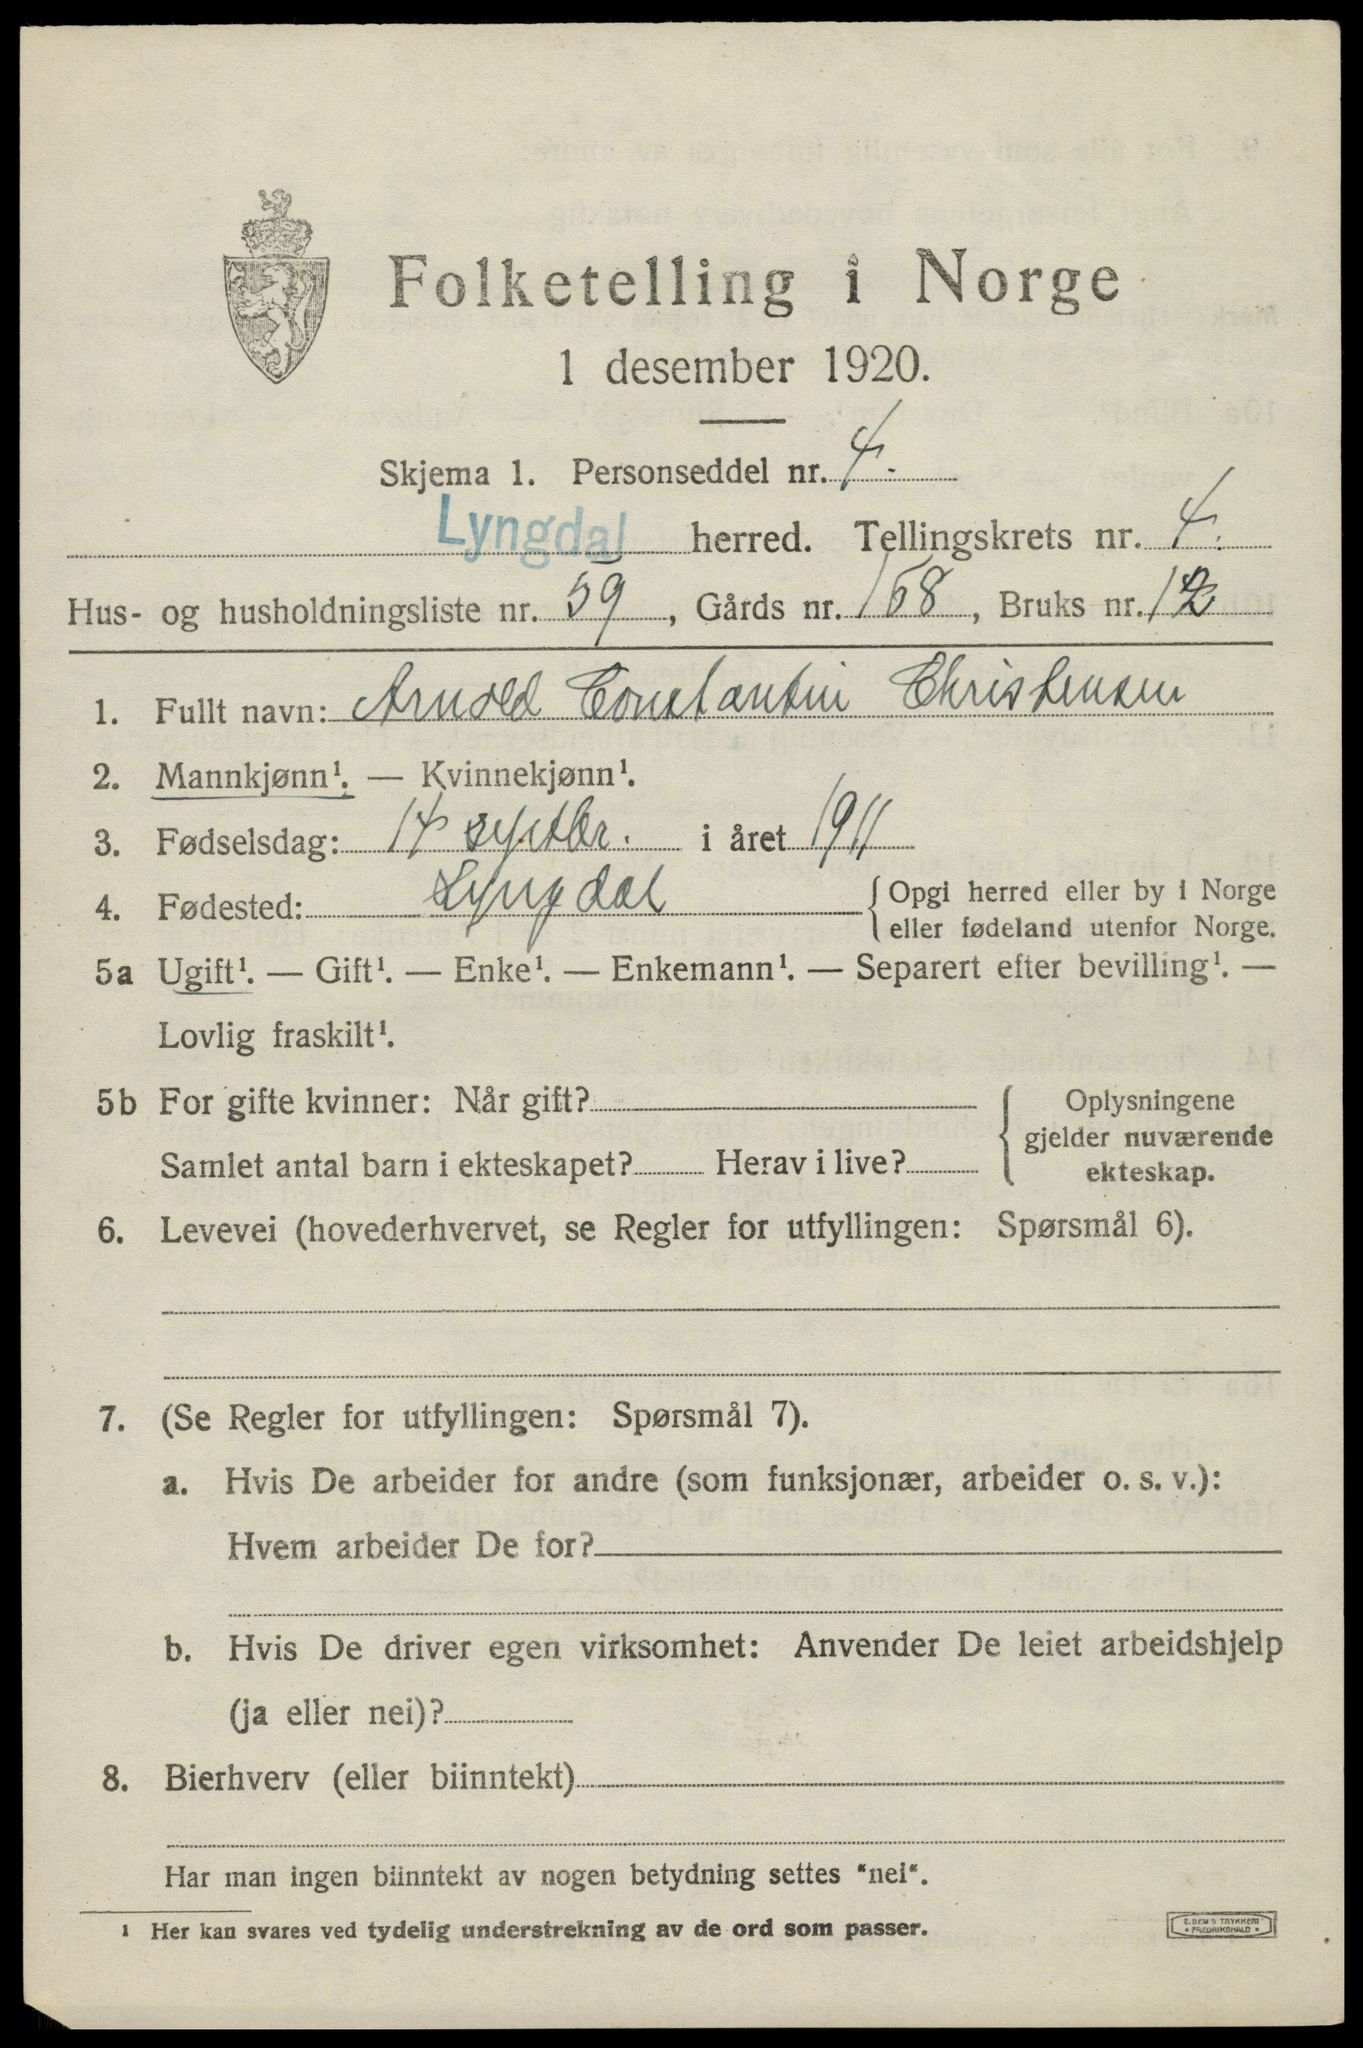 Folketelling i Norge
1 desember 1920.
Skjema 1. Personseddel nr. 4.
Lyngdal herred. Tellingskrets nr. 4.
Hus- og husholdningsliste nr. 59, Gårds nr. 168, Bruks nr. 12
1. Fullt navn: Arnold Constantin Christensen
2. Mannkjønn¹. — Kvinnekjønn¹.
3. Fødselsdag: 14 septbr. i året 1911
4. Fødested: Lyngdal {Opgi herred eller by i Norge
eller fødeland utenfor Norge.
5a Ugift¹. — Gift¹. — Enke¹. — Enkemann¹. — Separert efter bevilling¹. —
Lovlig fraskilt¹.
5b For gifte kvinner: Når gift? {Oplysningene
gjelder nuværende
Samlet antal barn i ekteskapet? Herav i live? ekteskap.
6. Levevei (hovederhvervet, se Regler for utfyllingen: Spørsmål 6).
7. (Se Regler for utfyllingen: Spørsmål 7).
a. Hvis De arbeider for andre (som funksjonær, arbeider o. s. v.):
Hvem arbeider De for?
b. Hvis De driver egen virksomhet: Anvender De leiet arbeidshjelp
(ja eller nei)?
8. Bierhverv (eller biinntekt)
Har man ingen biinntekt av nogen betydning settes "nei".
¹ Her kan svares ved tydelig understrekning av de ord som passer.
TRYKKERI
FREDRIKSHALD